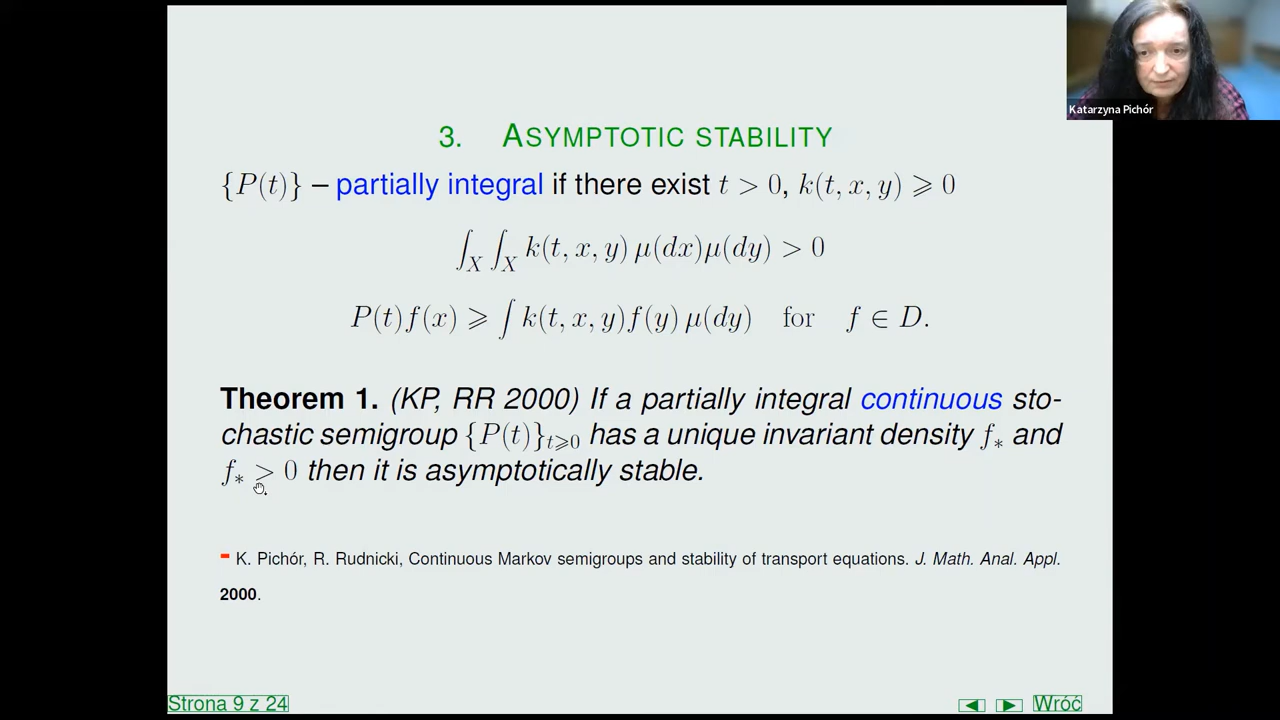 Katarzyna Pichór
3. ASYMPTOTIC STABILITY
{P(t)} – partially integral if there exist t > 0, k(t, x, y) ⩾ 0
∫_X ∫_X k(t, x, y) μ(dx)μ(dy) > 0
P(t)f(x) ⩾ ∫ k(t, x, y)f(y) μ(dy) for f ∈ D.
Theorem 1. (KP, RR 2000) If a partially integral continuous sto-
chastic semigroup {P(t)}_{t⩾0} has a unique invariant density f_* and
f_* > 0 then it is asymptotically stable.
- K. Pichór, R. Rudnicki, Continuous Markov semigroups and stability of transport equations. J. Math. Anal. Appl.
2000.
Strona 9 z 24
Wróć